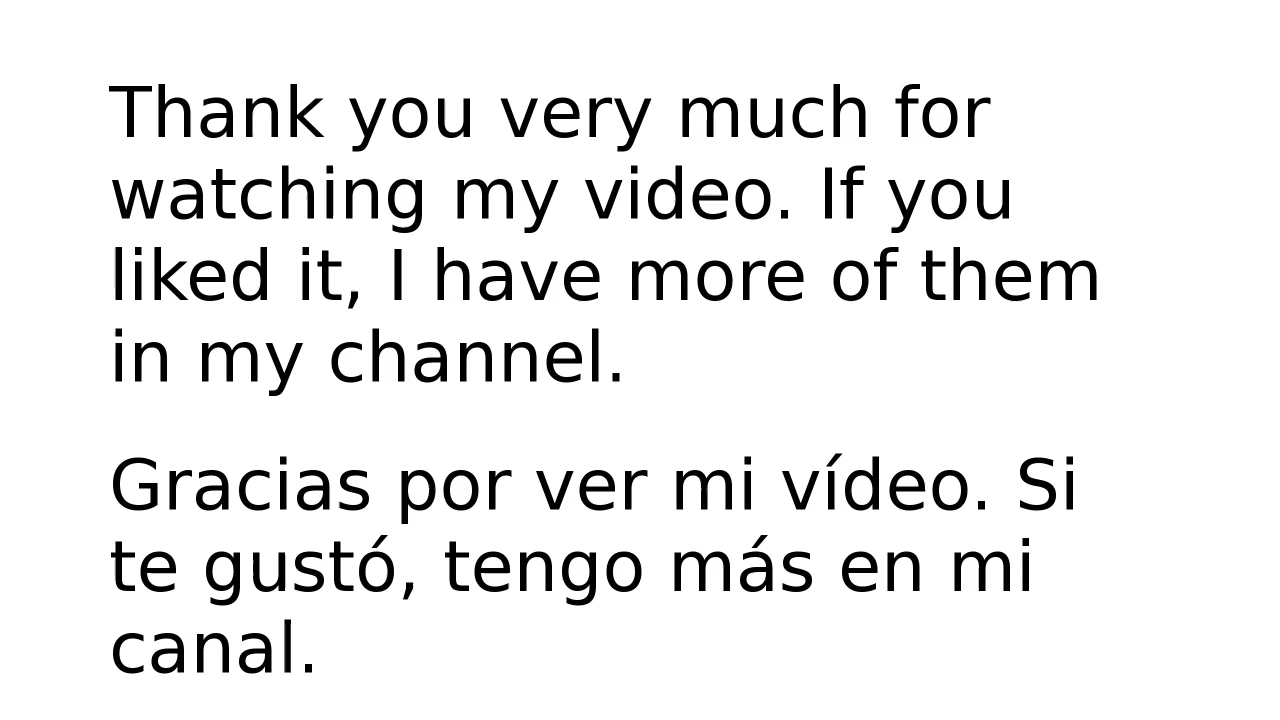 Thank you very much for
watching my video. If you
liked it, I have more of them
in my channel.
Gracias por ver mi vídeo. Si
te gustó, tengo más en mi
canal.